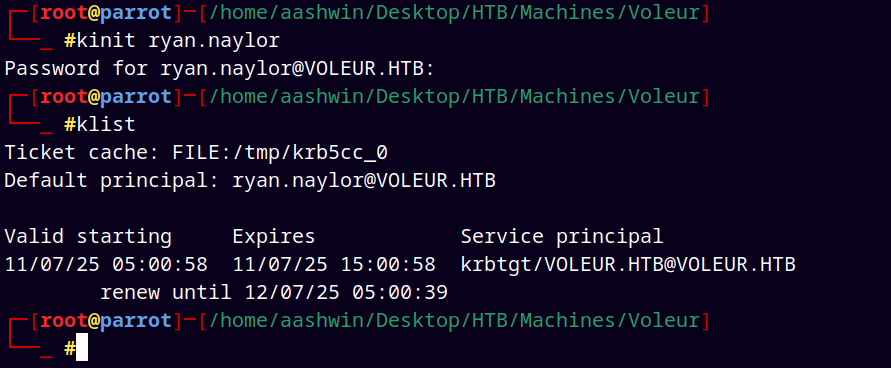 ┌─[root@parrot]─[/home/aashwin/Desktop/HTB/Machines/Voleur]
└──╼ #kinit ryan.naylor
Password for ryan.naylor@VOLEUR.HTB:
┌─[root@parrot]─[/home/aashwin/Desktop/HTB/Machines/Voleur]
└──╼ #klist
Ticket cache: FILE:/tmp/krb5cc_0
Default principal: ryan.naylor@VOLEUR.HTB
Valid starting     Expires            Service principal
11/07/25 05:00:58  11/07/25 15:00:58  krbtgt/VOLEUR.HTB@VOLEUR.HTB
renew until 12/07/25 05:00:39
┌─[root@parrot]─[/home/aashwin/Desktop/HTB/Machines/Voleur]
└──╼ #